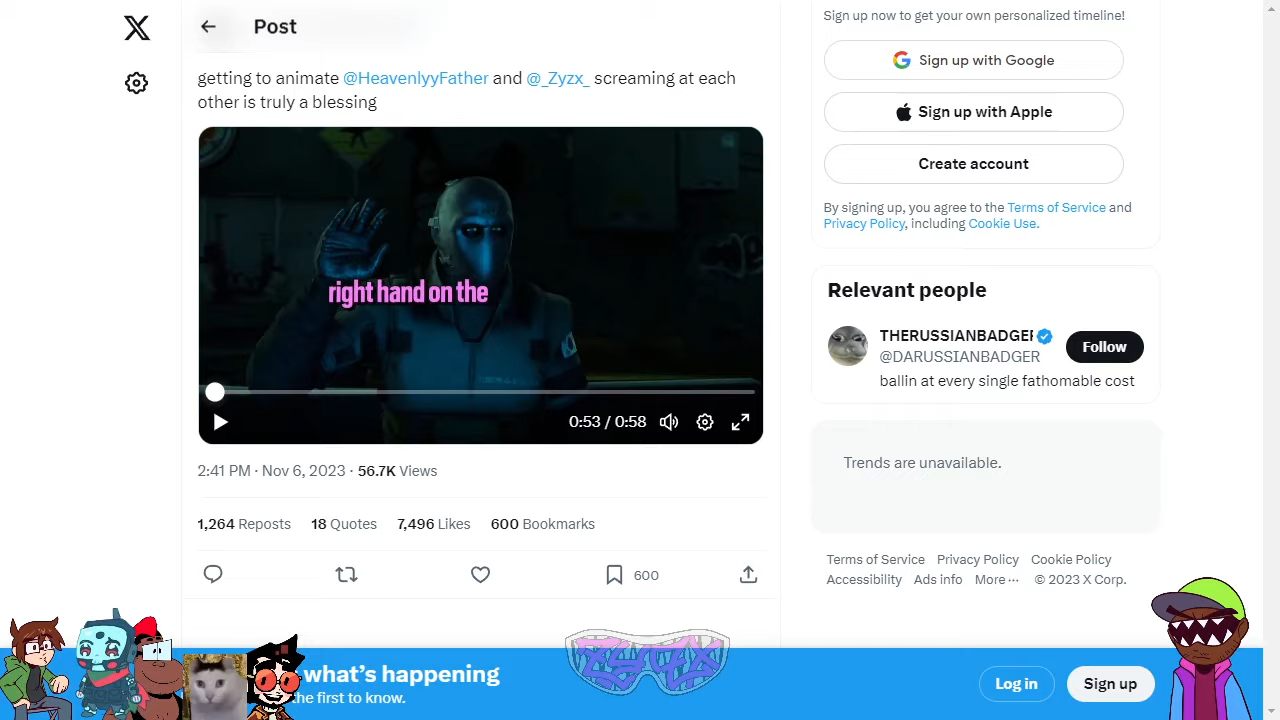 Post
getting to animate @HeavenlyyFather and @_Zyzx_ screaming at each
other is truly a blessing
right hand on the
0:53 / 0:58
2:41 PM · Nov 6, 2023 · 56.7K Views
1,264 Reposts 18 Quotes 7,496 Likes 600 Bookmarks
600
Sign up now to get your own personalized timeline!
Sign up with Google
Sign up with Apple
Create account
By signing up, you agree to the Terms of Service and
Privacy Policy, including Cookie Use.
Relevant people
THERUSSIANBADGER
@DARUSSIANBADGER
Follow
ballin at every single fathomable cost
Trends are unavailable.
Terms of Service Privacy Policy Cookie Policy
Accessibility Ads info More ··· © 2023 X Corp.
what's happening
the first to know.
ZYZX
Log in
Sign up